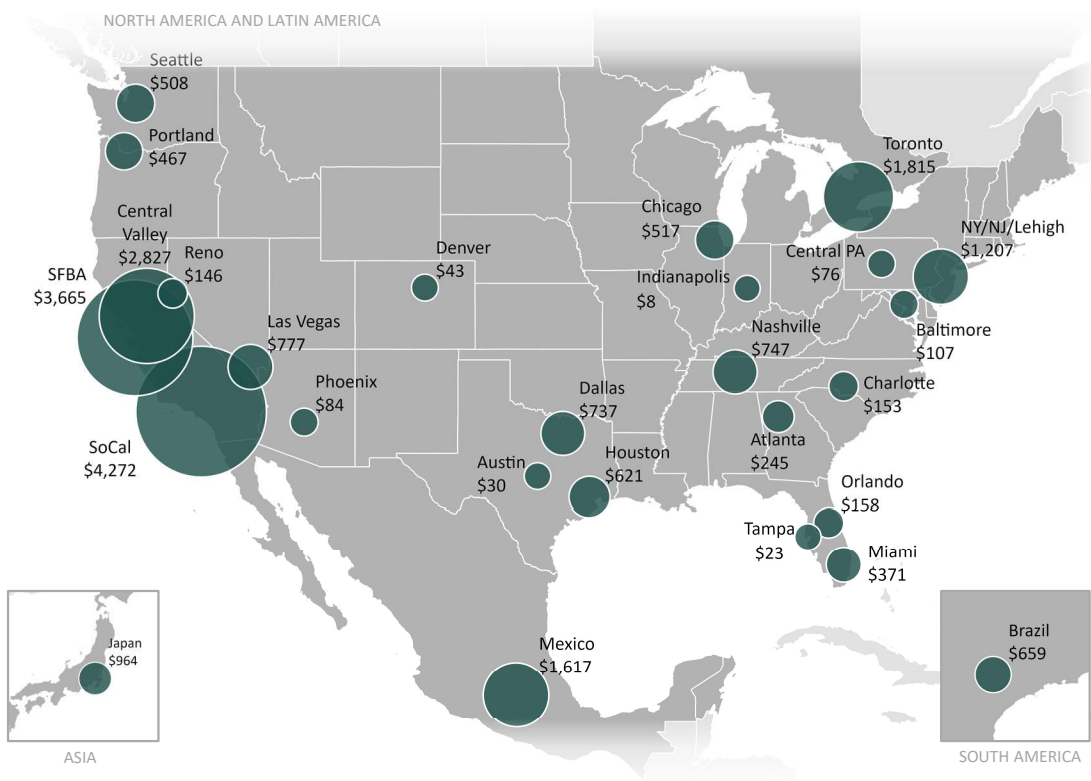 NORTH AMERICA AND LATIN AMERICA
Seattle
$508
Portland
$467
Central
Valley
$2,827
Reno
$146
SFBA
$3,665
Las Vegas
$777
Phoenix
$84
SoCal
$4,272
Denver
$43
Dallas
$737
Austin
$30
Houston
$621
Chicago
$517
Indianapolis
$8
Nashville
$747
Toronto
$1,815
Central PA
$76
NY/NJ/Lehigh
$1,207
Baltimore
$107
Charlotte
$153
Atlanta
$245
Orlando
$158
Tampa
$23
Miami
$371
Mexico
$1,617
Japan
$964
ASIA
Brazil
$659
SOUTH AMERICA